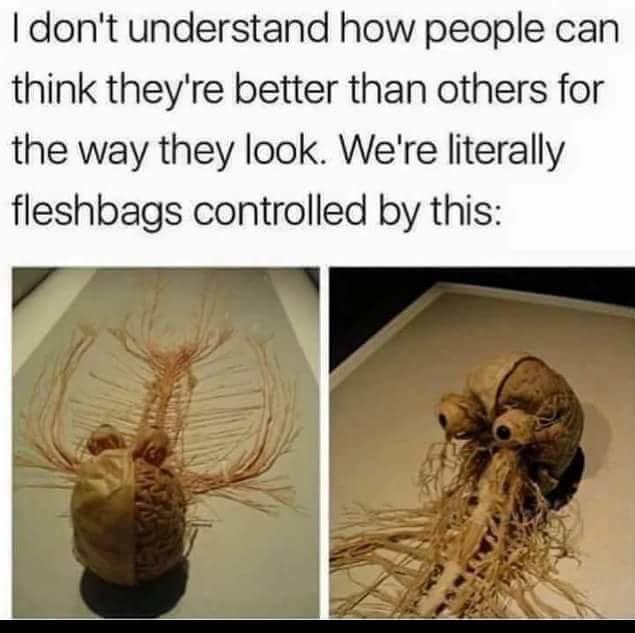 I don't understand how people can
think they're better than others for
the way they look. We're literally
fleshbags controlled by this: